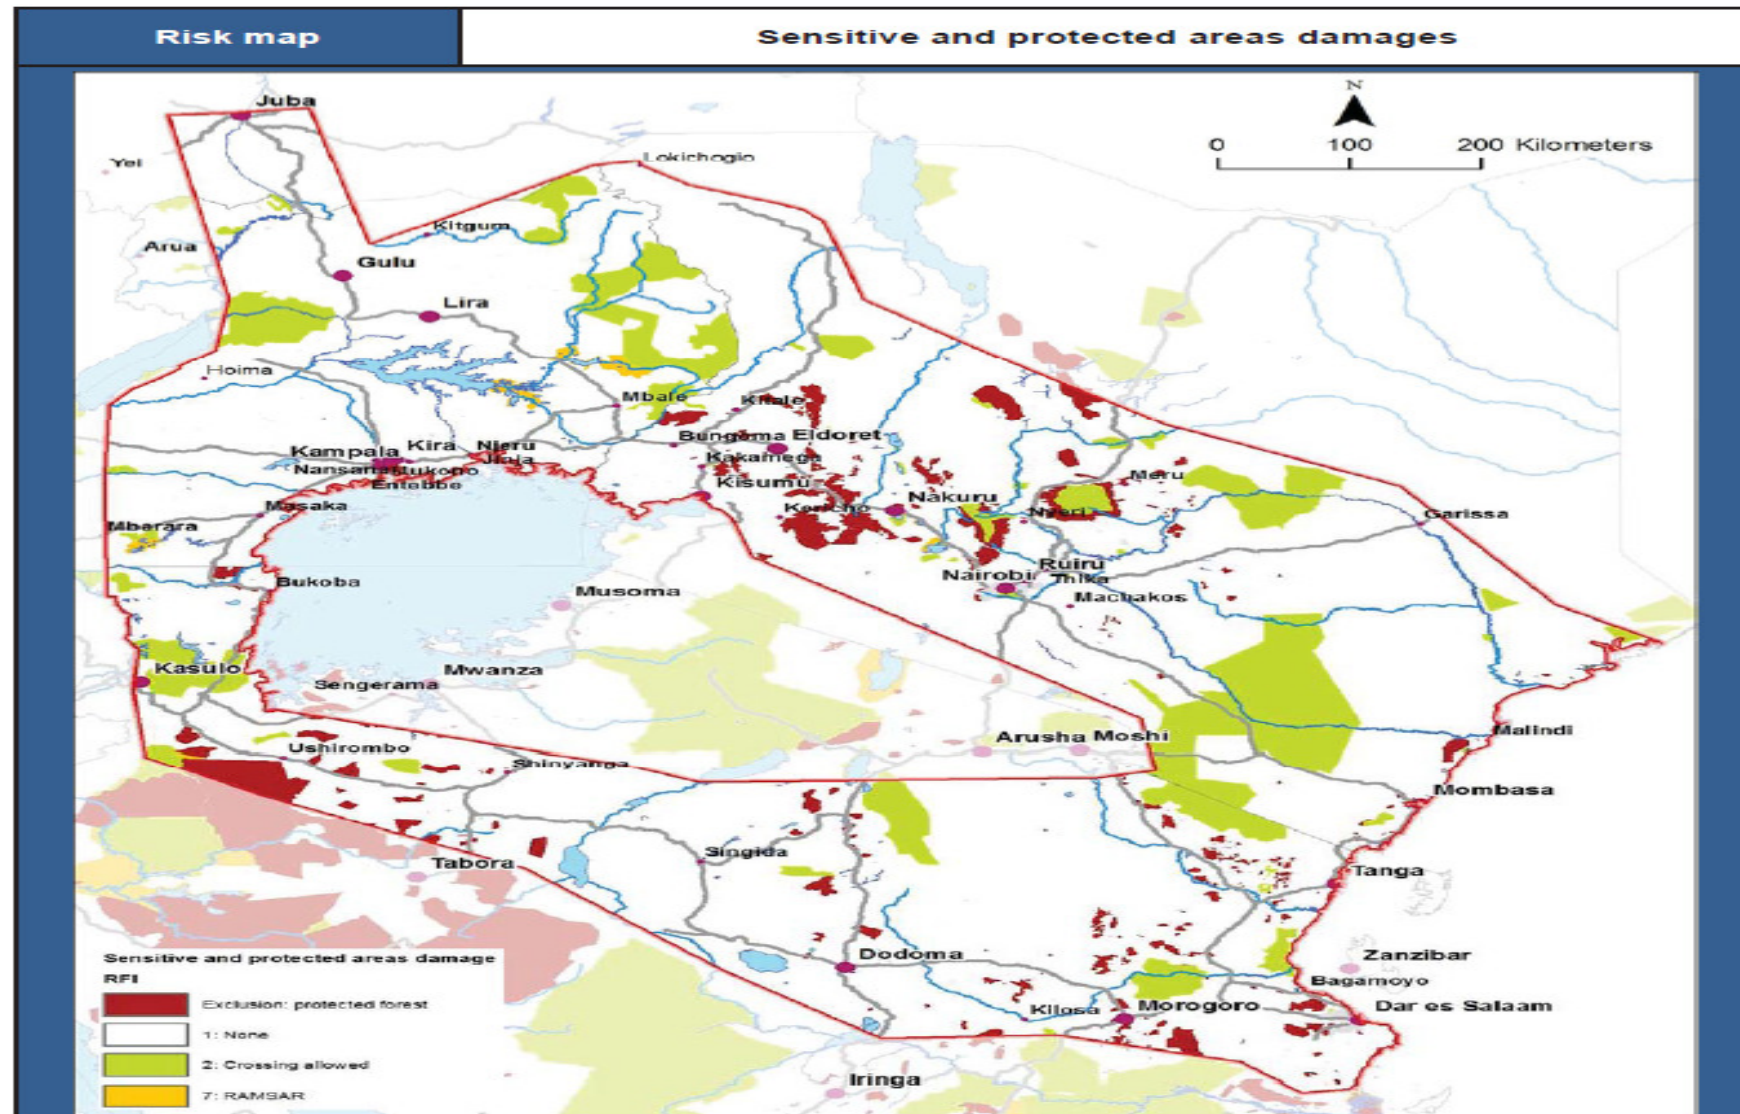 Risk map
Sensitive and protected areas damages
N
0 100 200 Kilometers
Juba
Yei
Lokichogio
Arua
Kitgum
Gulu
Lira
Hoima
Mbale
Kitale
Bungoma Eldoret
Kampala Kira Njeru
Jinja
Kakamega
Entebbe
Kisumu
Masaka
Nakuru
Meru
Kericho
Nyeri
Garissa
Mbarara
Bukoba
Nairobi
Ruiru
Thika
Musoma
Machakos
Kasulo
Mwanza
Sengerama
Malindi
Arusha Moshi
Ushirombo
Shinyanga
Mombasa
Singida
Tabora
Tanga
Dodoma
Zanzibar
Bagamoyo
Kilosa
Morogoro
Dar es Salaam
Iringa
Sensitive and protected areas damage
RFI
Exclusion: protected forest
1: None
2: Crossing allowed
7: RAMSAR